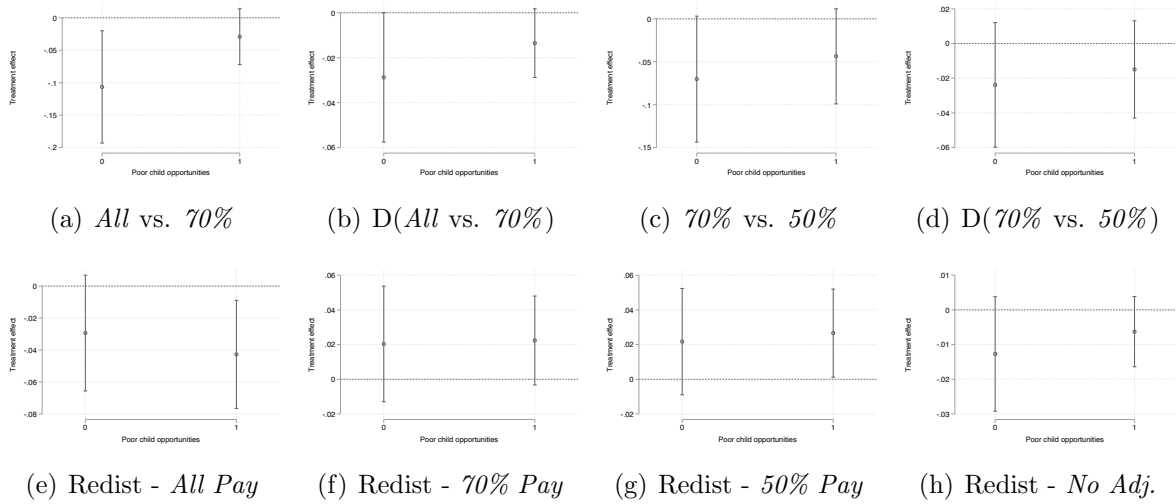 Treatment effect
0
-.05
-.1
-.15
-.2
0
1
Poor child opportunities
(a) All vs. 70%
Treatment effect
0
-.02
-.04
-.06
0
1
Poor child opportunities
(b) D(All vs. 70%)
Treatment effect
0
-.05
-.1
-.15
0
1
Poor child opportunities
(c) 70% vs. 50%
Treatment effect
.02
0
-.02
-.04
-.06
0
1
Poor child opportunities
(d) D(70% vs. 50%)
Treatment effect
0
-.02
-.04
-.06
-.08
0
1
Poor child opportunities
(e) Redist - All Pay
Treatment effect
.06
.04
.02
0
-.02
0
1
Poor child opportunities
(f) Redist - 70% Pay
Treatment effect
.06
.04
.02
0
-.02
0
1
Poor child opportunities
(g) Redist - 50% Pay
Treatment effect
.01
0
-.01
-.02
-.03
0
1
Poor child opportunities
(h) Redist - No Adj.